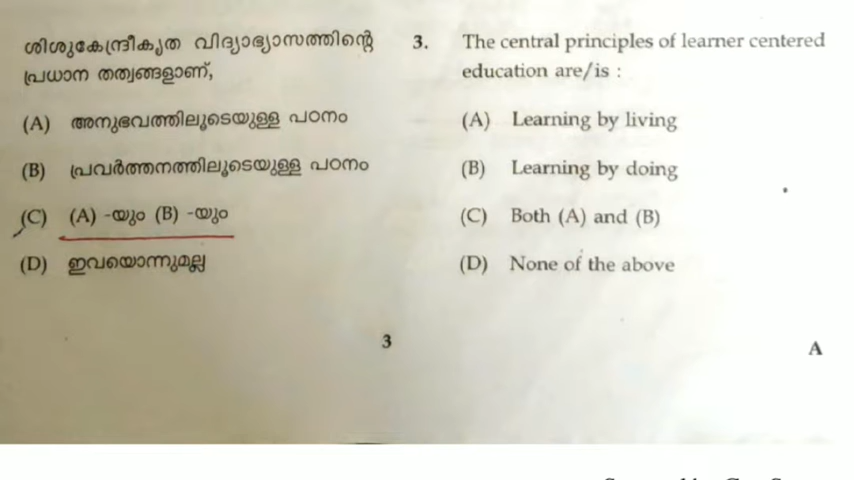 ശിശുകേന്ദ്രീകൃത വിദ്യാഭ്യാസത്തിന്റെ
പ്രധാന തത്വങ്ങളാണ്,
(A) അനുഭവത്തിലൂടെയുള്ള പഠനം
(B) പ്രവർത്തനത്തിലൂടെയുള്ള പഠനം
(C) (A) -യും (B) -യും
(D) ഇവയൊന്നുമല്ല
3. The central principles of learner centered
education are/is :
(A) Learning by living
(B) Learning by doing
(C) Both (A) and (B)
(D) None of the above
3
A